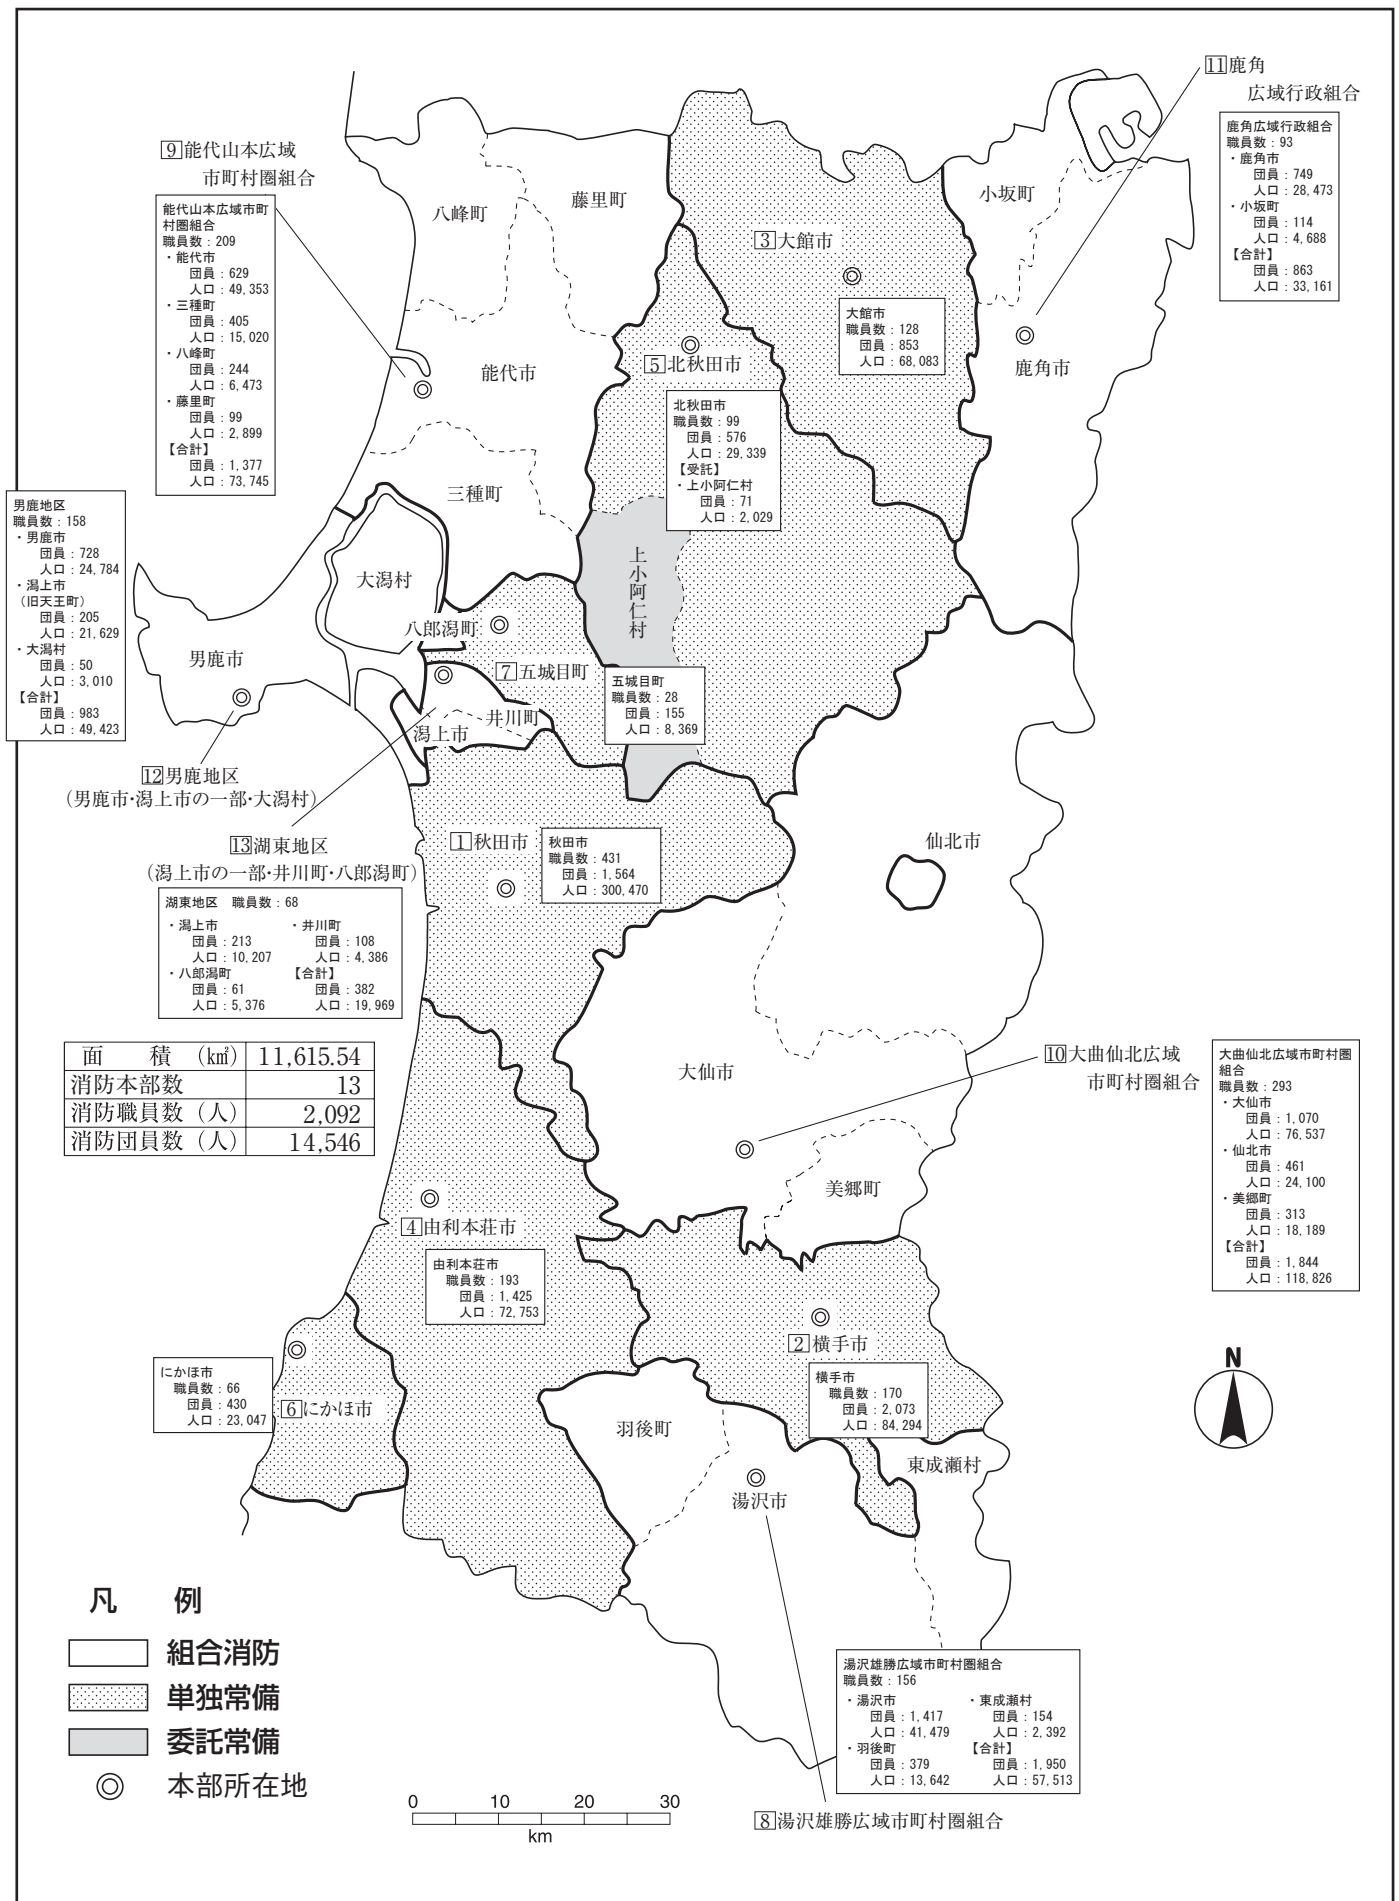 11鹿角
広域行政組合
鹿角広域行政組合
職員数：93
・鹿角市
団員：749
人口：28,473
・小坂町
団員：114
人口：4,688
【合計】
団員：863
人口：33,161
9能代山本広域
市町村圏組合
能代山本広域市町
村圏組合
職員数：209
・能代市
団員：629
人口：49,353
・三種町
団員：405
人口：15,020
・八峰町
団員：244
人口：6,473
・藤里町
団員：99
人口：2,899
【合計】
団員：1,377
人口：73,745
八峰町
藤里町
小坂町
3大館市
大館市
職員数：128
団員：853
人口：68,083
鹿角市
能代市
5北秋田市
北秋田市
職員数：99
団員：576
人口：29,339
【受託】
・上小阿仁村
団員：71
人口：2,029
三種町
男鹿地区
職員数：158
・男鹿市
団員：728
人口：24,784
・潟上市
（旧天王町）
団員：205
人口：21,629
・大潟村
団員：50
人口：3,010
【合計】
団員：983
人口：49,423
大潟村
上小阿仁村
八郎潟町
男鹿市
7五城目町
五城目町
職員数：28
団員：155
人口：8,369
井川町
潟上市
12男鹿地区
（男鹿市・潟上市の一部・大潟村）
13湖東地区
（潟上市の一部・井川町・八郎潟町）
湖東地区　職員数：68
・潟上市
団員：213
人口：10,207
・八郎潟町
団員：61
人口：5,376
・井川町
団員：108
人口：4,386
【合計】
団員：382
人口：19,969
1秋田市
秋田市
職員数：431
団員：1,564
人口：300,470
仙北市
面　積　（㎢） 11,615.54
消防本部数 13
消防職員数（人） 2,092
消防団員数（人） 14,546
大仙市
10大曲仙北広域
市町村圏組合
大曲仙北広域市町村圏
組合
職員数：293
・大仙市
団員：1,070
人口：76,537
・仙北市
団員：461
人口：24,100
・美郷町
団員：313
人口：18,189
【合計】
団員：1,844
人口：118,826
美郷町
4由利本荘市
由利本荘市
職員数：193
団員：1,425
人口：72,753
2横手市
横手市
職員数：170
団員：2,073
人口：84,294
N
にかほ市
職員数：66
団員：430
人口：23,047
6にかほ市
羽後町
東成瀬村
湯沢市
凡　例
組合消防
単独常備
委託常備
本部所在地
0 10 20 30
km
湯沢雄勝広域市町村圏組合
職員数：156
・湯沢市
団員：1,417
人口：41,479
・羽後町
団員：379
人口：13,642
・東成瀬村
団員：154
人口：2,392
【合計】
団員：1,950
人口：57,513
8湯沢雄勝広域市町村圏組合